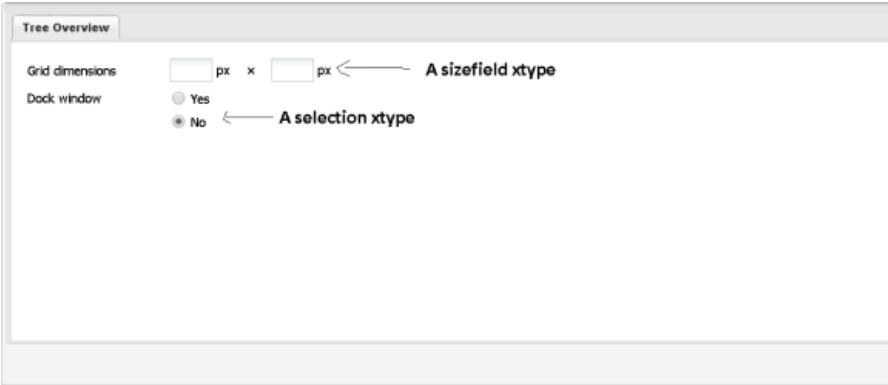 Tree Overview
Grid dimensions px × px A sizefield xtype
Dock window Yes
No A selection xtype